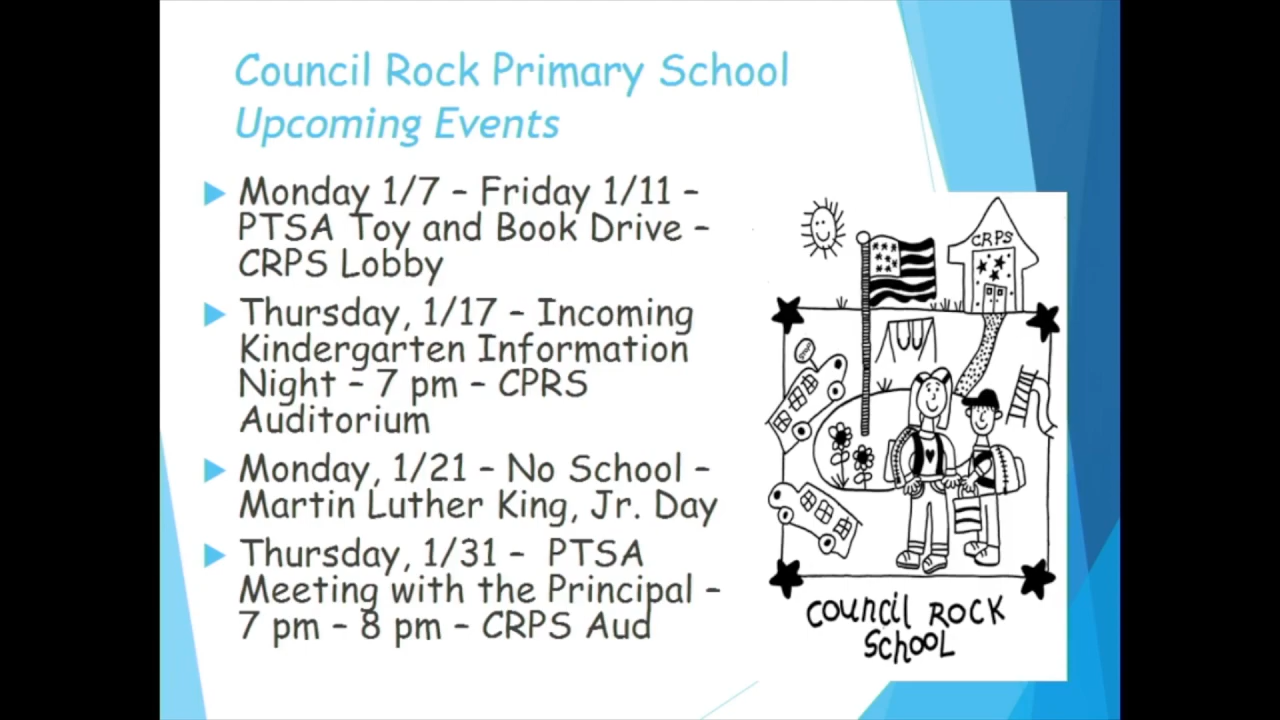 Council Rock Primary School
Upcoming Events
Monday 1/7 – Friday 1/11 –
PTSA Toy and Book Drive –
CRPS Lobby
Thursday, 1/17 – Incoming
Kindergarten Information
Night – 7 pm – CPRS
Auditorium
Monday, 1/21 – No School –
Martin Luther King, Jr. Day
Thursday, 1/31 –  PTSA
Meeting with the Principal –
7 pm – 8 pm – CRPS Aud
CRPS
COUNCIL ROCK
SCHOOL